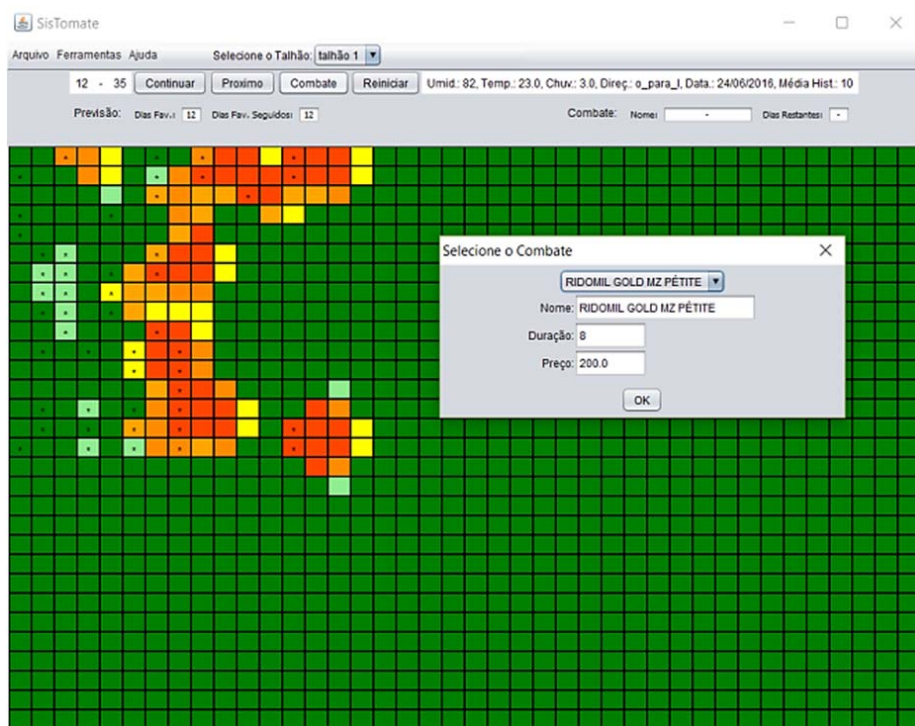 SisTomate
Arquivo Ferramentas Ajuda Selecione o Talhão: talhão 1
12 - 35 Continuar Proximo Combate Reiniciar Umid.: 82, Temp.: 23.0, Chuv.: 3.0, Direç.: o_para_l, Data.: 24/06/2016, Média Hist.: 10
Previsão: Dias Fav.: 12 Dias Fav. Seguidos: 12 Combate: Nome: - Dias Restantes: -
Selecione o Combate
RIDOMIL GOLD MZ PÉTITE
Nome: RIDOMIL GOLD MZ PÉTITE
Duração: 8
Preço: 200.0
OK